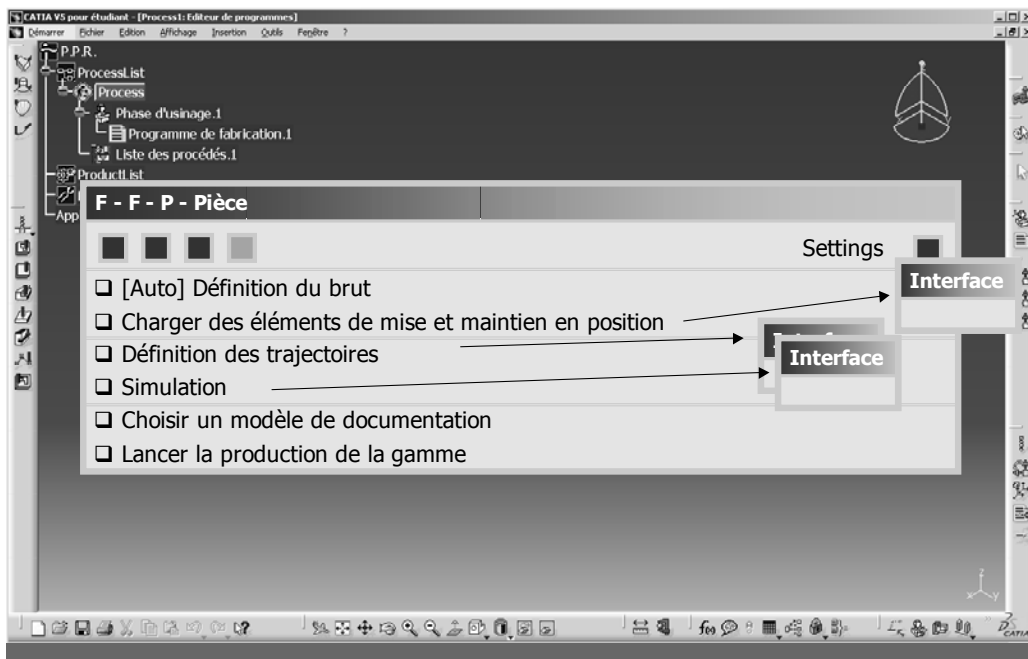 CATIA V5 pour étudiant - [Process1: Editeur de programmes]
Démarrer Fichier Edition Affichage Insertion Outils Fenêtre ?
P.P.R.
ProcessList
Process
Phase d'usinage.1
Programme de fabrication.1
Liste des procédés.1
ProductList
App
F - F - P - Pièce
Settings
[Auto] Définition du brut
Interface
Charger des éléments de mise et maintien en position
Définition des trajectoires
Interface
Simulation
Choisir un modèle de documentation
Lancer la production de la gamme
z
x y
CATIA